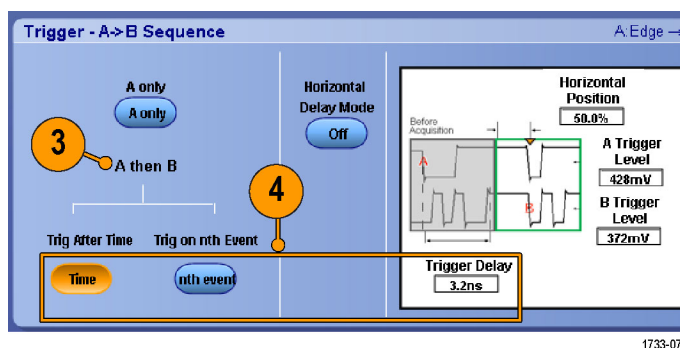 Trigger - A->B Sequence
A:Edge
A only
A only
3
A then B
4
Trig After Time
Trig on nth Event
Time
nth event
Horizontal
Delay Mode
Off
Before
Acquisition
A
B
Horizontal
Position
50.0%
A Trigger
Level
428mV
B Trigger
Level
372mV
Trigger Delay
3.2ns
1733-07